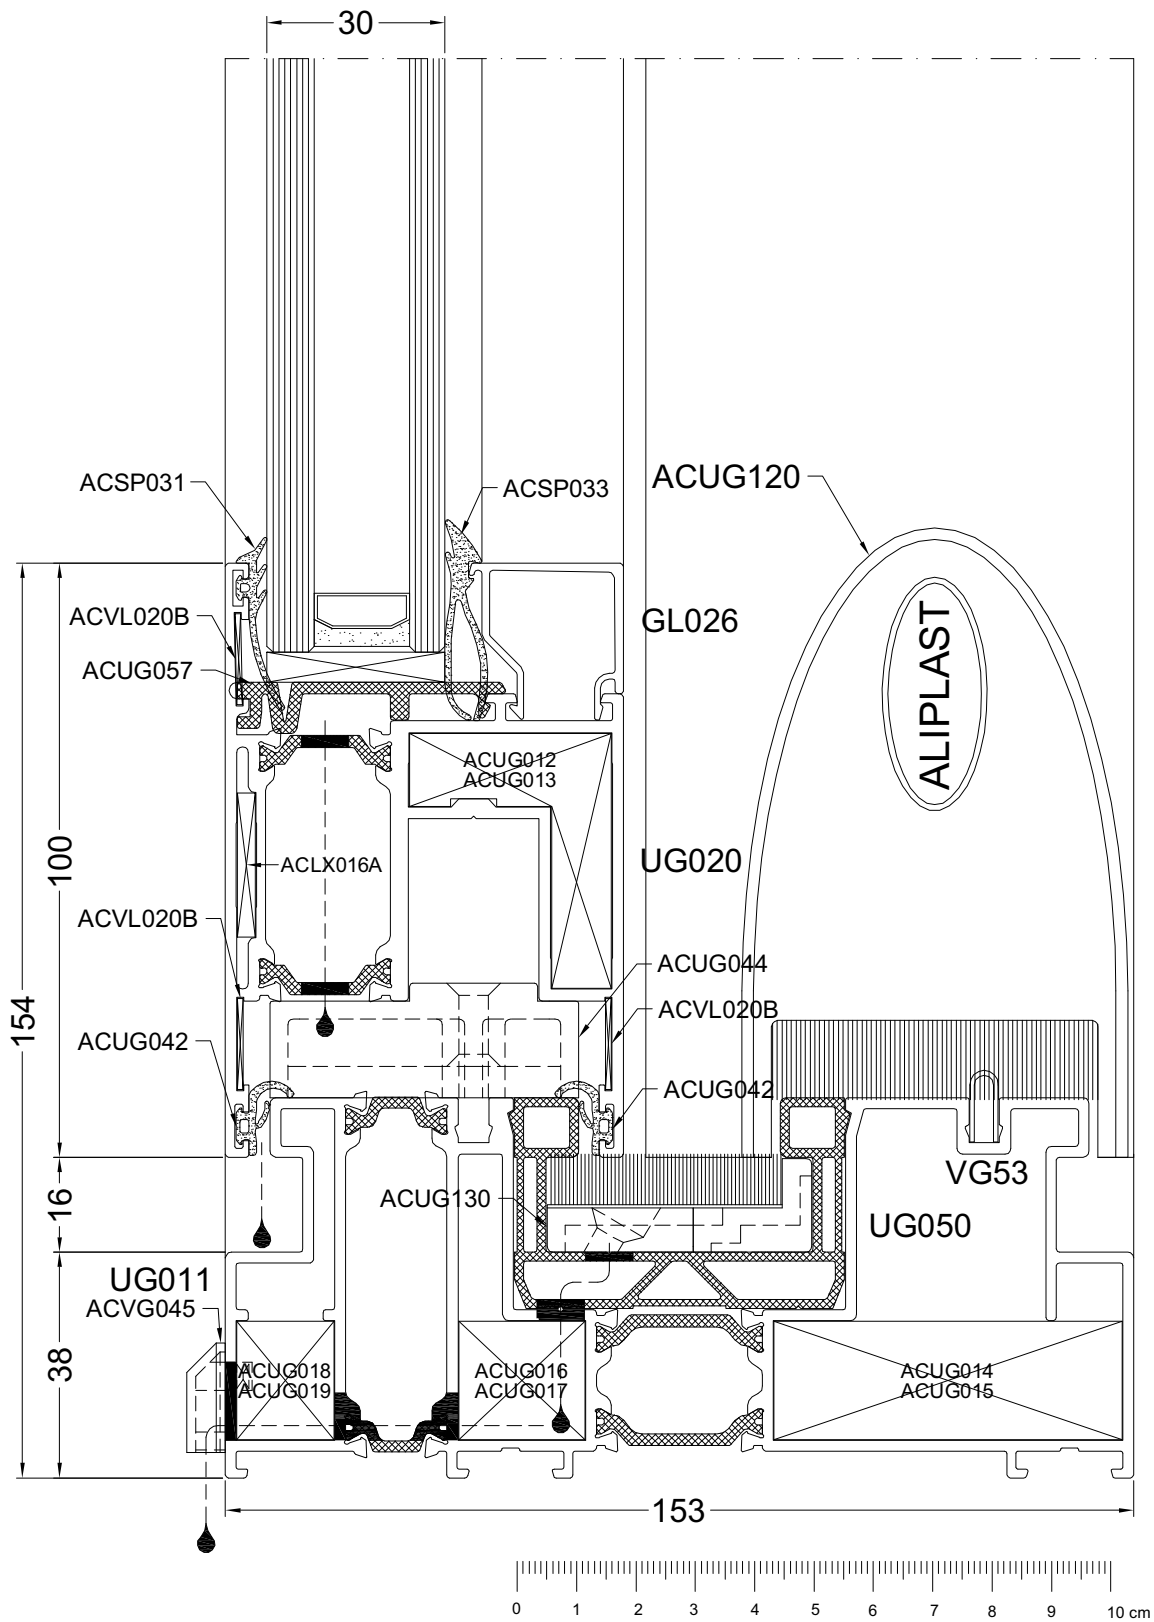 30
ACSP031
ACSP033
ACUG120
ACVL020B
GL026
ACUG057
ALIPLAST
ACUG012
ACUG013
100
ACLX016A
UG020
ACVL020B
ACUG044
154
ACVL020B
ACUG042
ACUG042
16
ACUG130
VG53
UG050
UG011
ACVG045
38
ACUG018
ACUG019
ACUG016
ACUG017
ACUG014
ACUG015
153
0 1 2 3 4 5 6 7 8 9 10 cm